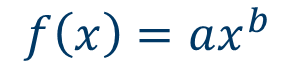 f(x) = ax^b